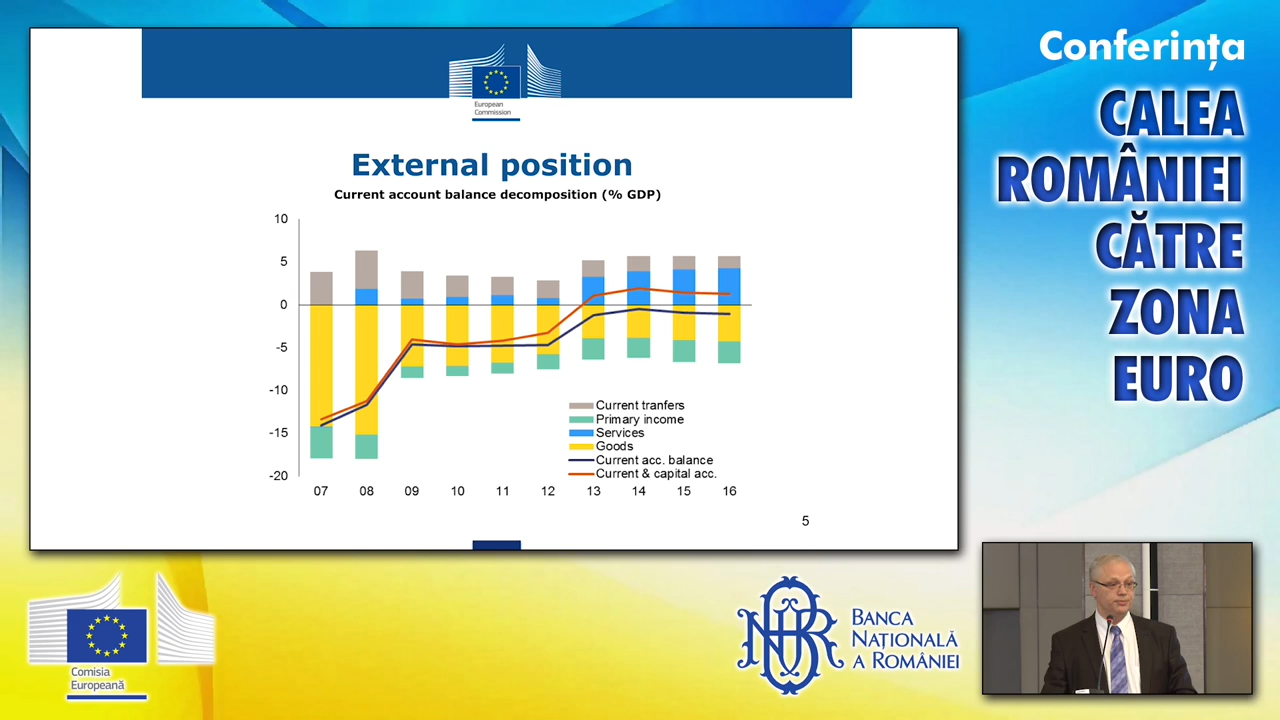 European
Commission
External position
Current account balance decomposition (% GDP)
10
5
0
-5
-10
-15
-20
07 08 09 10 11 12 13 14 15 16
Current tranfers
Primary income
Services
Goods
Current acc. balance
Current & capital acc.
5
Conferința
CALEA
ROMÂNIEI
CĂTRE
ZONA
EURO
Comisia
Europeană
BNR
BANCA
NAȚIONALĂ
A ROMÂNIEI